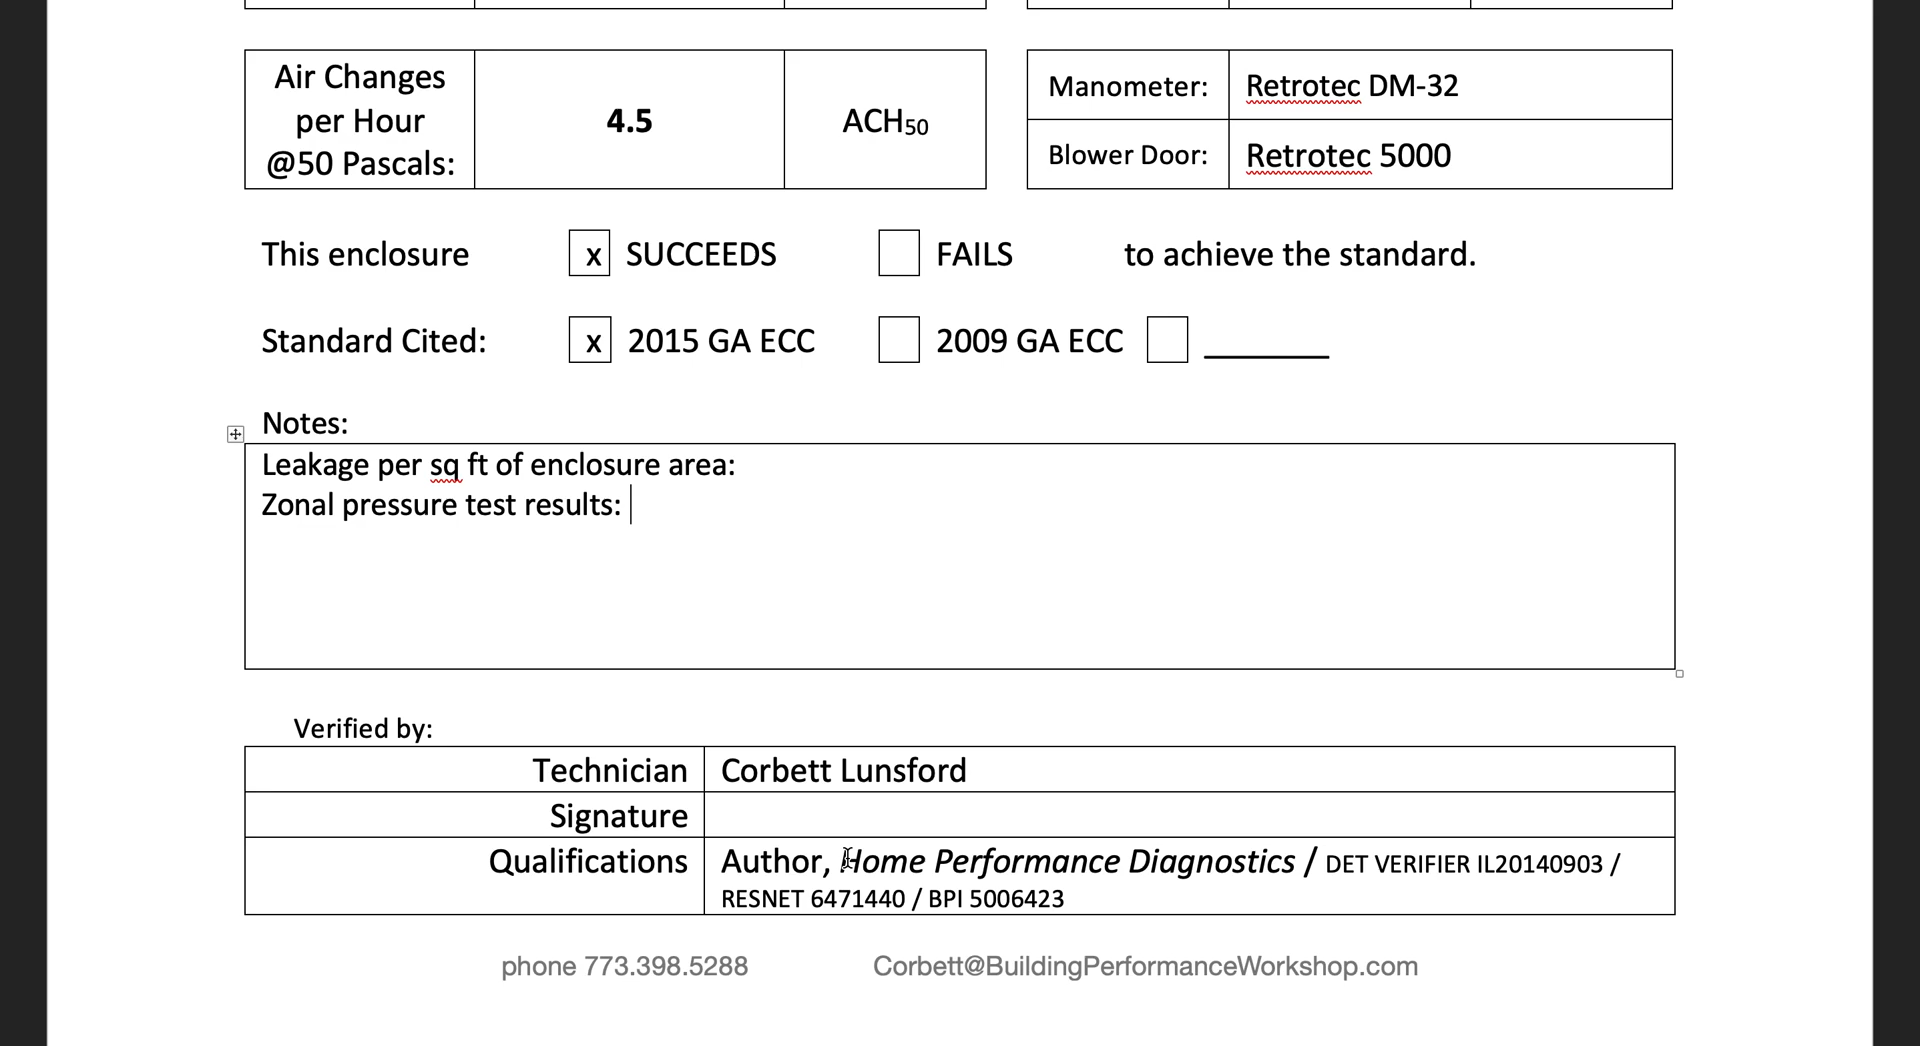 Air Changes
per Hour
@50 Pascals:
4.5
ACH50
Manometer:
Retrotec DM-32
Blower Door:
Retrotec 5000
This enclosure x SUCCEEDS FAILS to achieve the standard.
Standard Cited: x 2015 GA ECC 2009 GA ECC _______
Notes:
Leakage per sq ft of enclosure area:
Zonal pressure test results:
Verified by:
Technician Corbett Lunsford
Signature
Qualifications Author, Home Performance Diagnostics / DET VERIFIER IL20140903 /
RESNET 6471440 / BPI 5006423
phone 773.398.5288 Corbett@BuildingPerformanceWorkshop.com